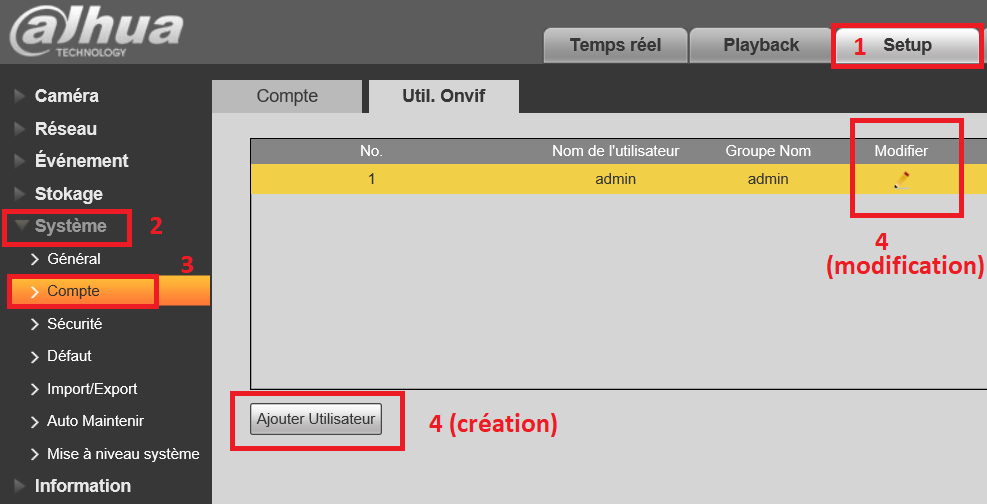 alhua
TECHNOLOGY
Temps réel
Playback
1 Setup
Caméra
Réseau
Événement
Stokage
Système 2
Général
3
Compte
Sécurité
Défaut
Import/Export
Auto Maintenir
Mise à niveau système
Information
Compte
Util. Onvif
No. Nom de l'utilisateur Groupe Nom Modifier
1 admin admin
4
(modification)
Ajouter Utilisateur
4 (création)